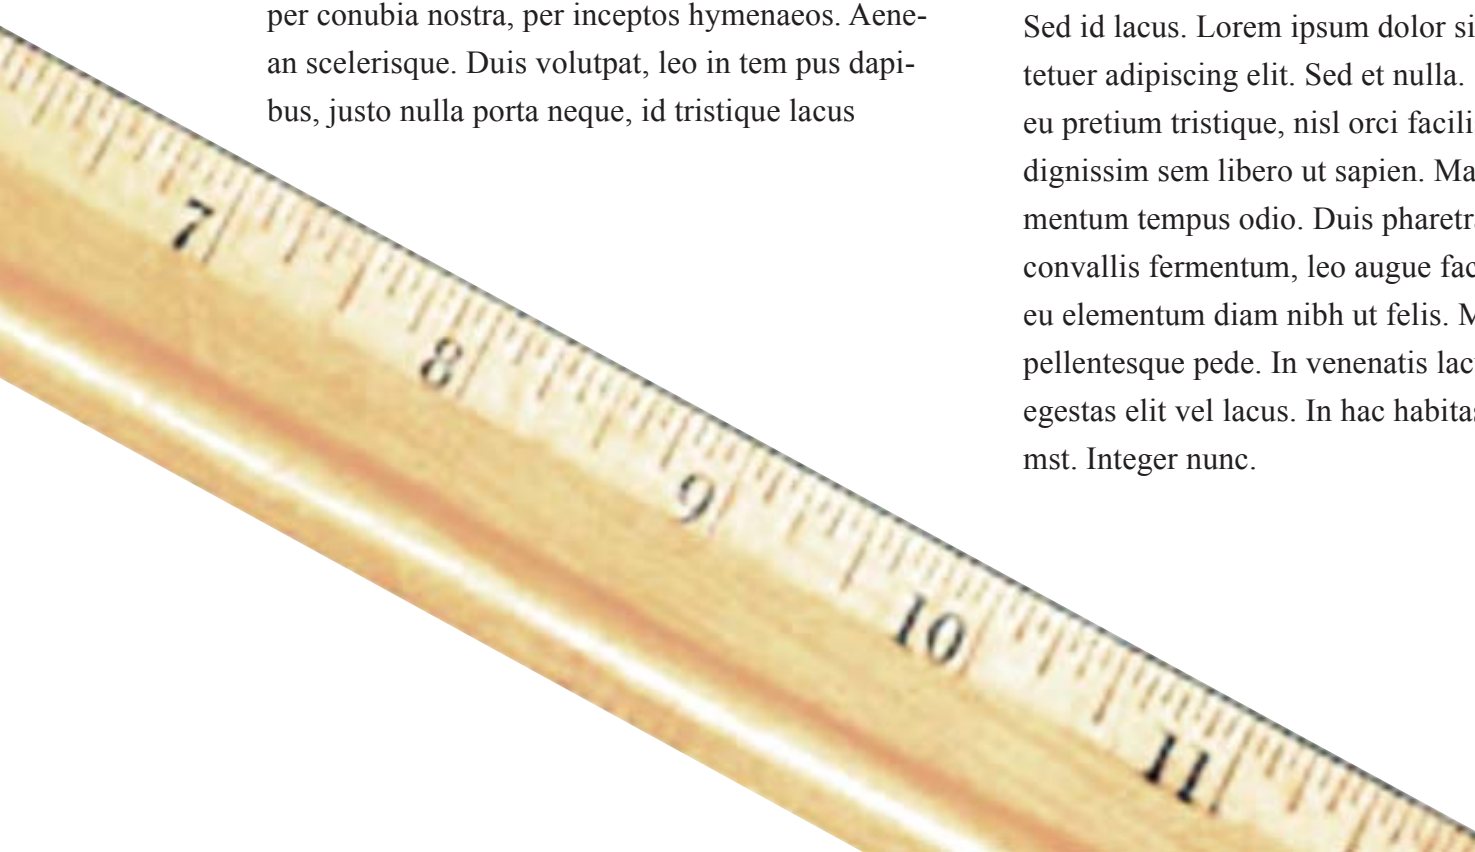 per conubia nostra, per inceptos hymenaeos. Aene-
an scelerisque. Duis volutpat, leo in tem pus dapi-
bus, justo nulla porta neque, id tristique lacus
Sed id lacus. Lorem ipsum dolor si
tetuer adipiscing elit. Sed et nulla.
eu pretium tristique, nisl orci facili
dignissim sem libero ut sapien. Ma
mentum tempus odio. Duis pharetra
convallis fermentum, leo augue fac
eu elementum diam nibh ut felis. M
pellentesque pede. In venenatis lac
egestas elit vel lacus. In hac habitas
mst. Integer nunc.
7
8
9
10
11